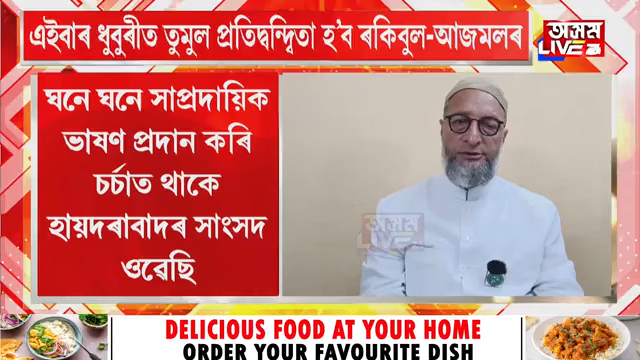 এইবাৰ ধুবুৰীত তুমুল প্ৰতিদ্বন্দ্বিতা হ'ব ৰকিবুল-আজমলৰ
অসম
LIVE
ঘনে ঘনে সাপ্ৰদায়িক
ভাষণ প্ৰদান কৰি
চৰ্চাত থাকে
হায়দৰাবাদৰ সাংসদ
ওৱেছি
অসম
LIVE
DELICIOUS FOOD AT YOUR HOME
ORDER YOUR FAVOURITE DISH